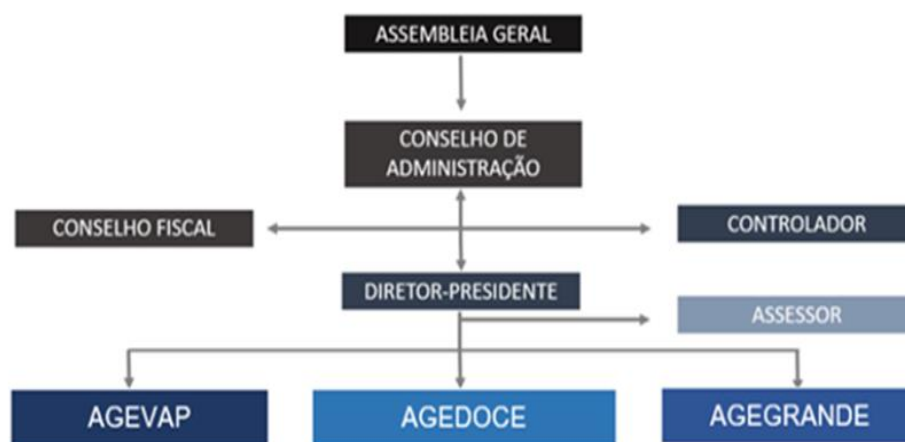 ASSEMBLEIA GERAL
CONSELHO DE
ADMINISTRAÇÃO
CONSELHO FISCAL
CONTROLADOR
DIRETOR-PRESIDENTE
ASSESSOR
AGEVAP
AGEDOCE
AGEGRANDE